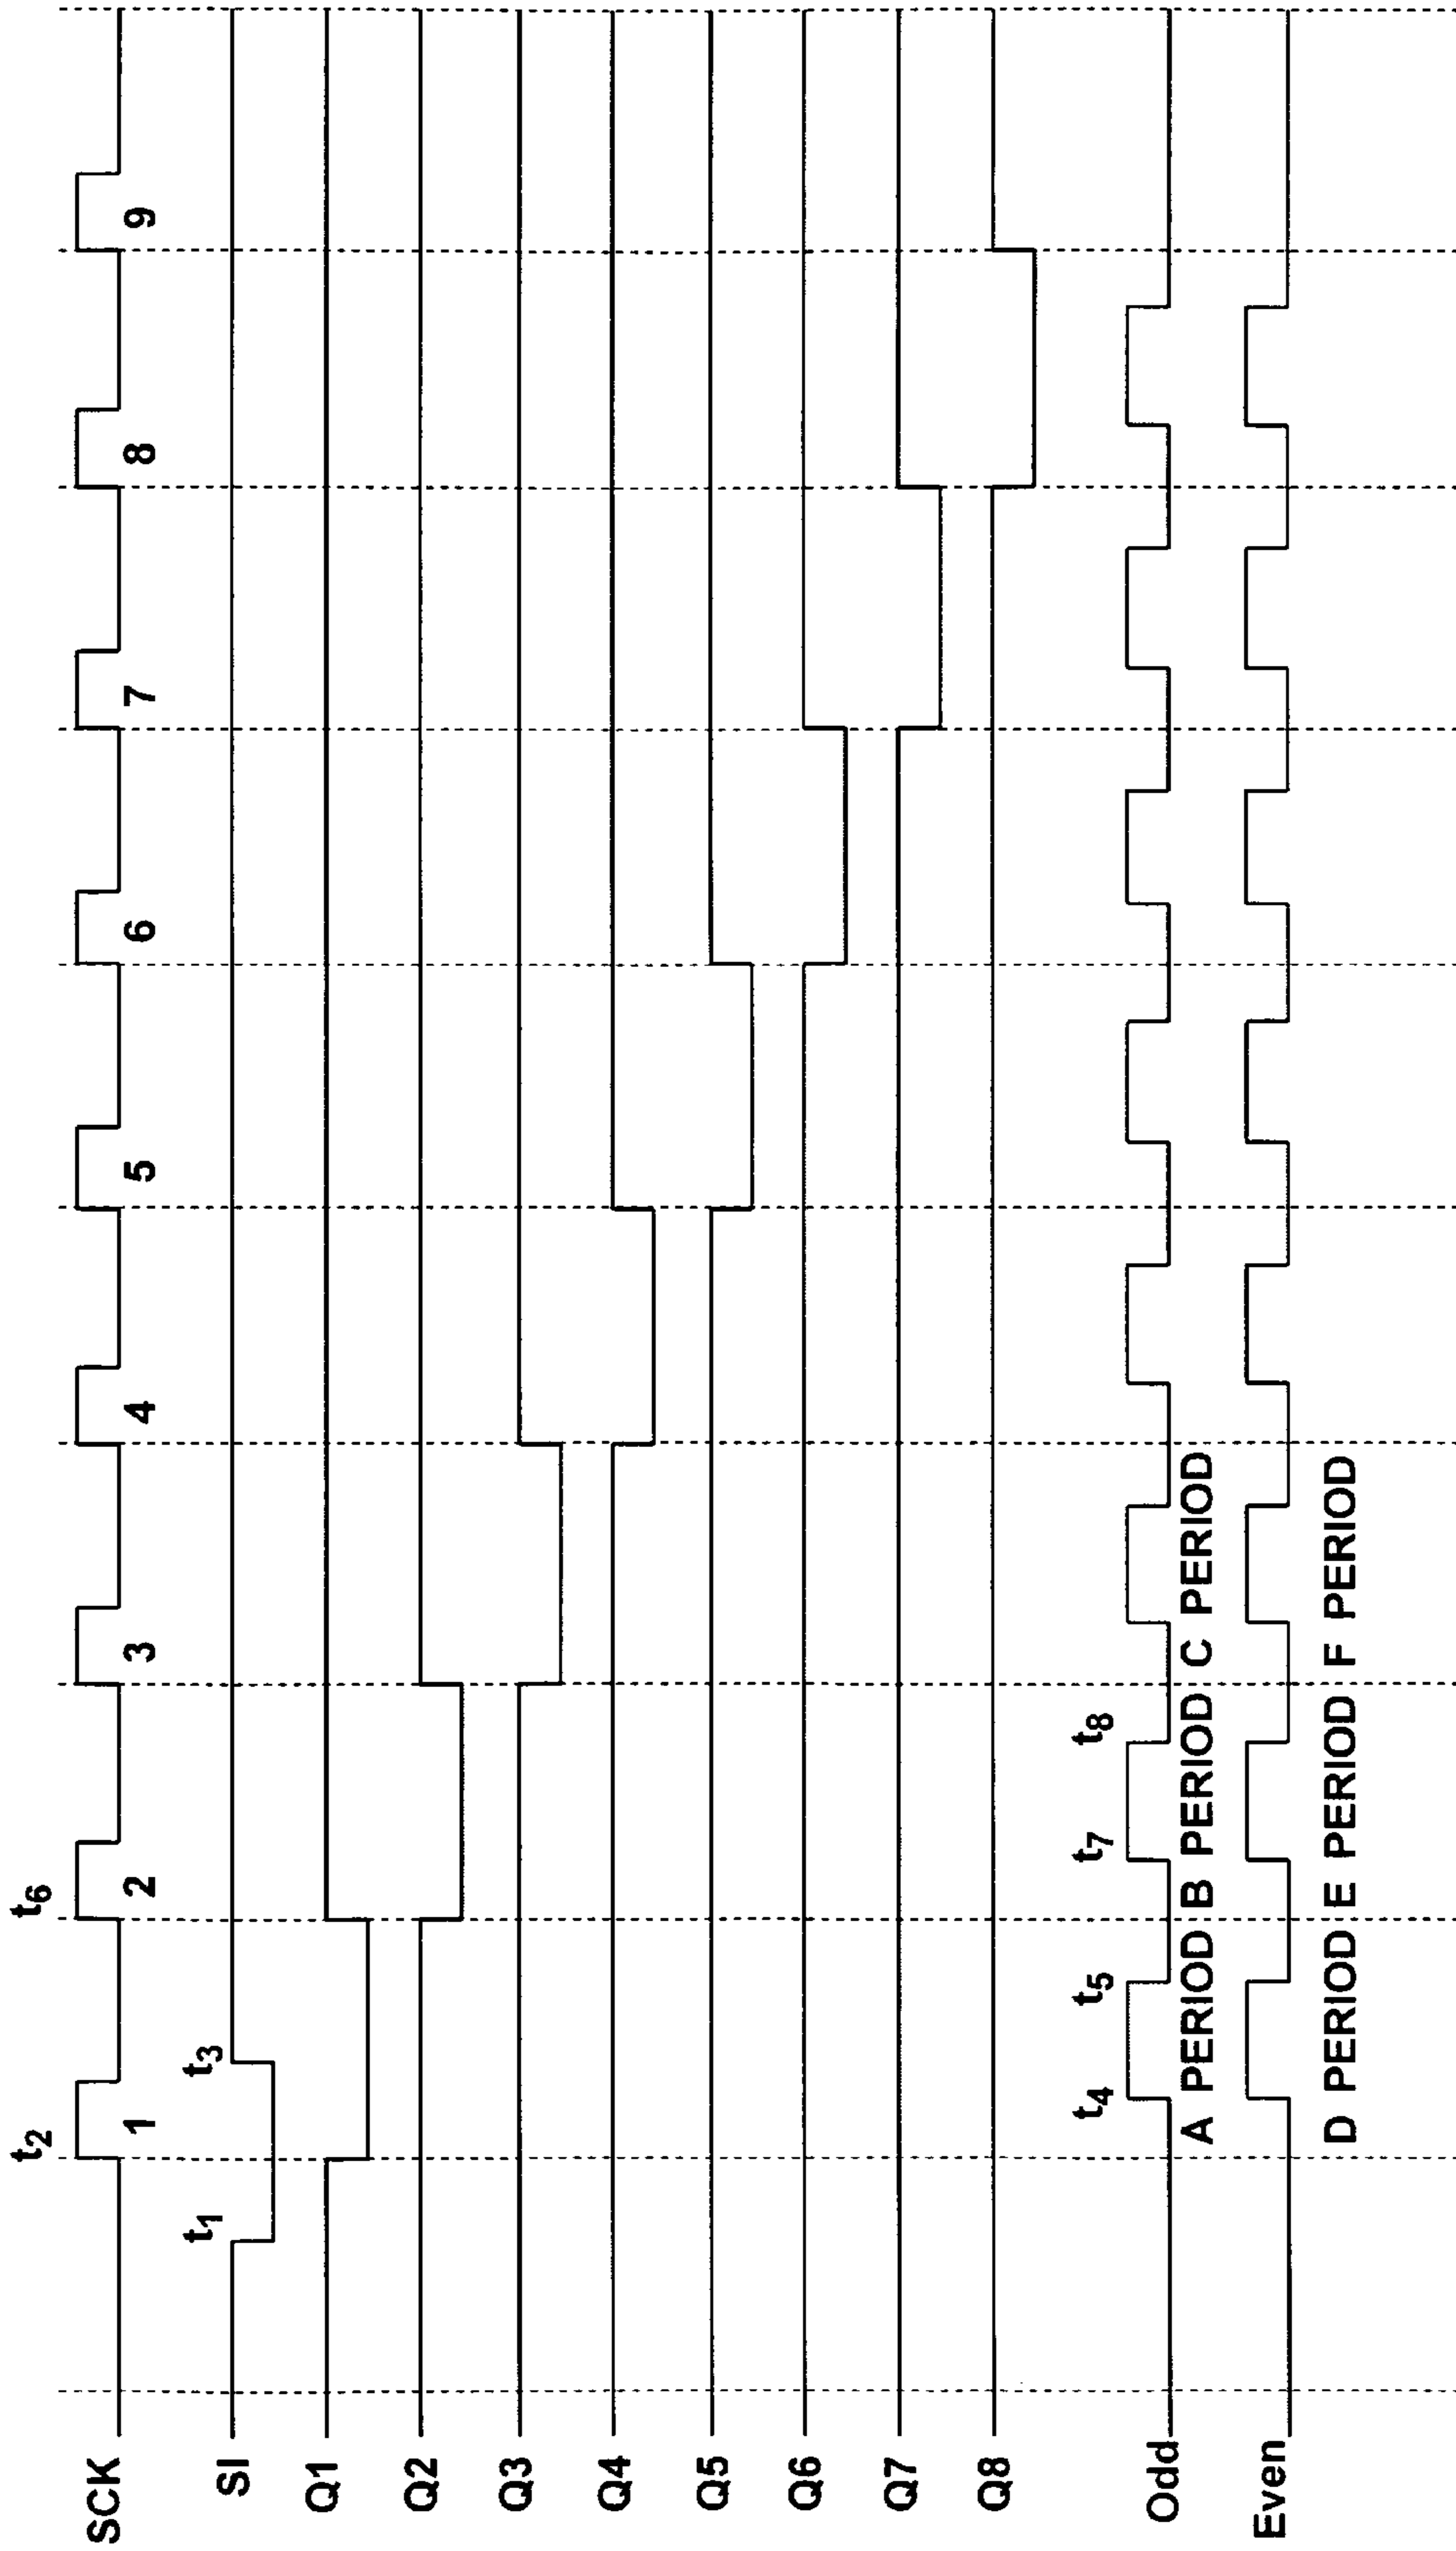 t2 t6
SCK
1 2 3 4 5 6 7 8 9
t1 t3
SI
Q1
Q2
Q3
Q4
Q5
Q6
Q7
Q8
t4 t5 t7 t8
Odd
A PERIOD B PERIOD C PERIOD
Even
D PERIOD E PERIOD F PERIOD